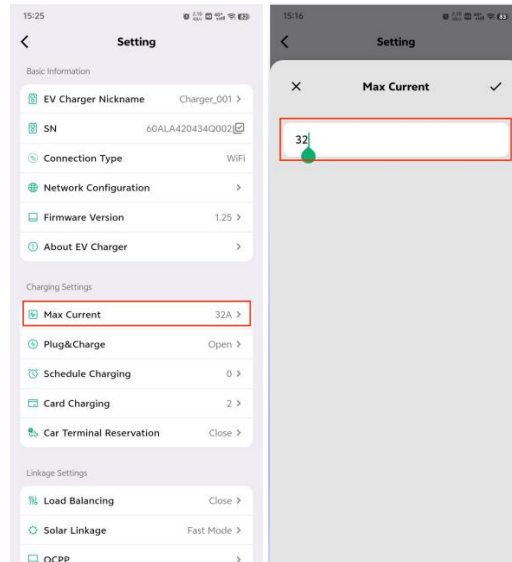 15:25
Setting
Basic Information
EV Charger Nickname Charger_001
SN 60ALA420434Q002
Connection Type WiFi
Network Configuration
Firmware Version 1.25
About EV Charger
Charging Settings
Max Current 32A
Plug&Charge Open
Schedule Charging 0
Card Charging 2
Car Terminal Reservation Close
Linkage Settings
Load Balancing Close
Solar Linkage Fast Mode
OCPP
15:16
Setting
Max Current
32